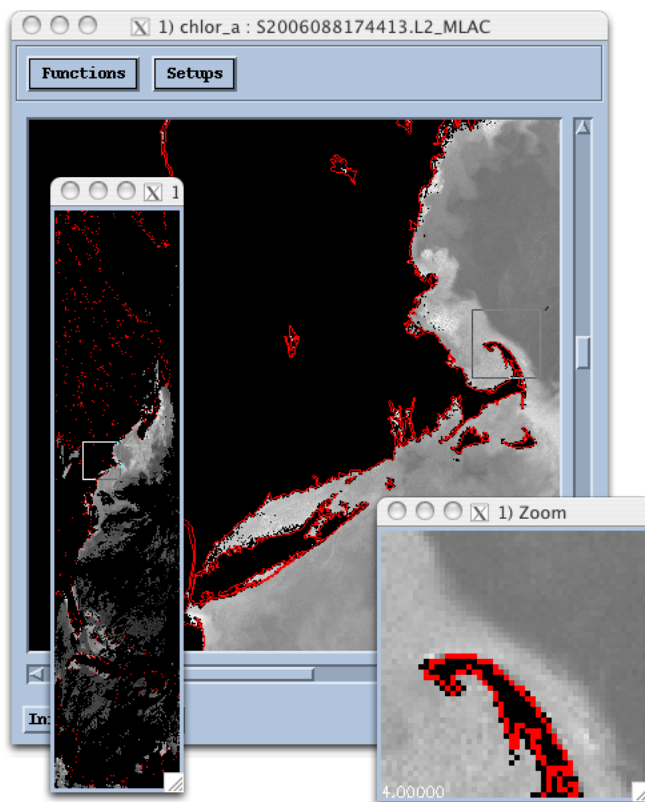 1) chlor_a : S2006088174413.L2_MLAC
Functions Setups
1
1) Zoom
4.00000